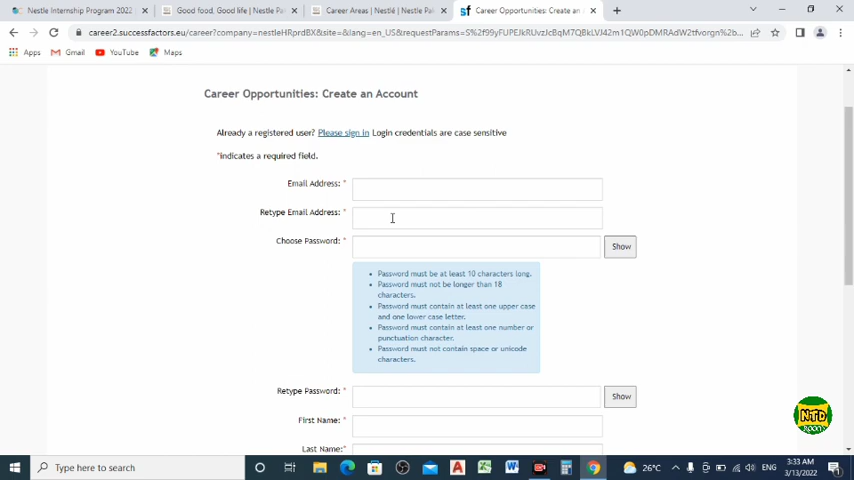 Nestle Internship Program 2022
Good food, Good life | Nestle Pa
Career Areas | Nestlé | Nestle Pa
sf Career Opportunities: Create an
career2.successfactors.eu/career?company=nestleHRprdBX&site=&lang=en_US&requestParams=
Apps
Gmail
YouTube
Maps
Career Opportunities: Create an Account
Already a registered user? Please sign in Login credentials are case sensitive
*indicates a required field.
Email Address: *
Retype Email Address: *
Choose Password: *
Show
Password must be at least 10 characters long.
Password must not be longer than 18
characters.
Password must contain at least one upper case
and one lower case letter.
Password must contain at least one number or
punctuation character.
Password must not contain space or unicode
characters.
Retype Password: *
Show
First Name: *
Last Name:*
NTD
Type here to search
26°C
ENG
3:33 AM
3/13/2022